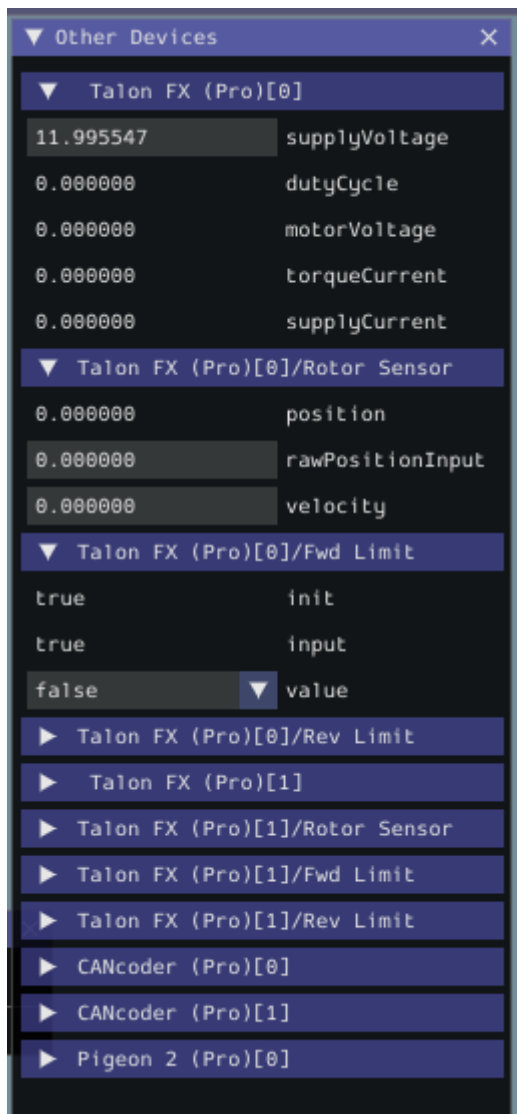 Other Devices
Talon FX (Pro)[0]
11.995547 supplyVoltage
0.000000 dutyCycle
0.000000 motorVoltage
0.000000 torqueCurrent
0.000000 supplyCurrent
Talon FX (Pro)[0]/Rotor Sensor
0.000000 position
0.000000 rawPositionInput
0.000000 velocity
Talon FX (Pro)[0]/Fwd Limit
true init
true input
false value
Talon FX (Pro)[0]/Rev Limit
Talon FX (Pro)[1]
Talon FX (Pro)[1]/Rotor Sensor
Talon FX (Pro)[1]/Fwd Limit
Talon FX (Pro)[1]/Rev Limit
CANcoder (Pro)[0]
CANcoder (Pro)[1]
Pigeon 2 (Pro)[0]